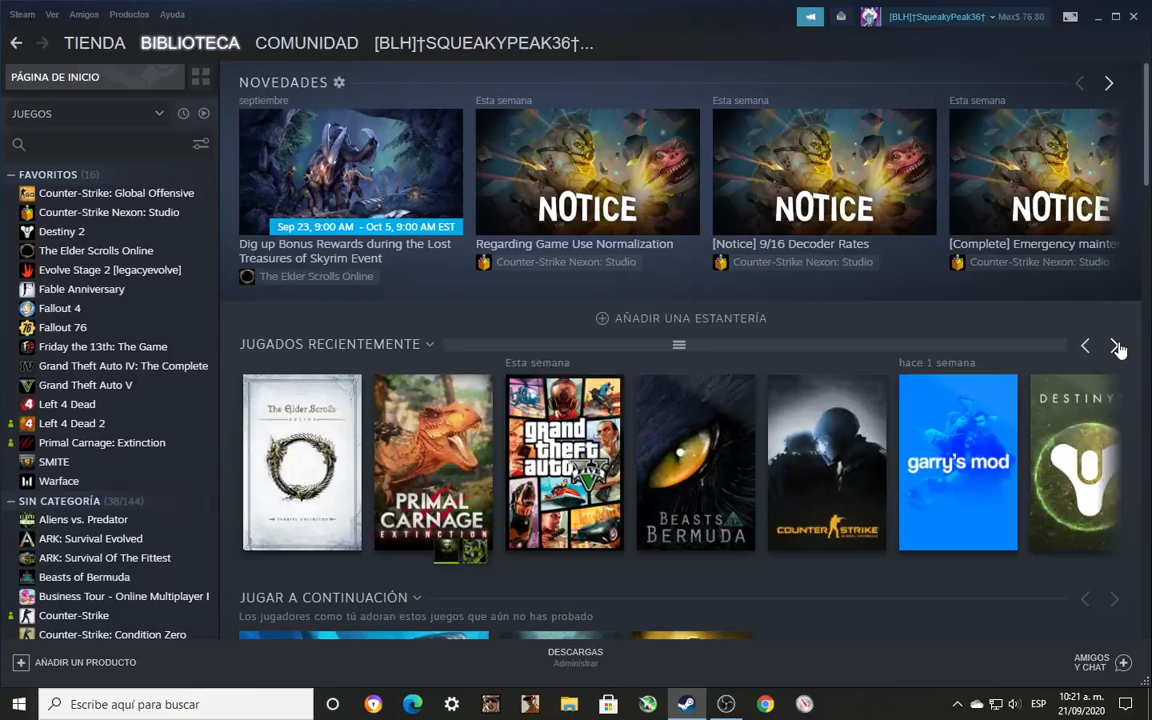 Steam Ver Amigos Productos Ayuda
[BLH]†SQUEAKYPEAK36† Mex$ 76.80
TIENDA BIBLIOTECA COMUNIDAD [BLH]†SQUEAKYPEAK36†...
PÁGINA DE INICIO
JUEGOS
FAVORITOS (16)
Counter-Strike: Global Offensive
Counter-Strike Nexon: Studio
Destiny 2
The Elder Scrolls Online
Evolve Stage 2 [legacyevolve]
Fable Anniversary
Fallout 4
Fallout 76
Friday the 13th: The Game
Grand Theft Auto IV: The Complete
Grand Theft Auto V
Left 4 Dead
Left 4 Dead 2
Primal Carnage: Extinction
SMITE
Warface
SIN CATEGORÍA (38/144)
Aliens vs. Predator
ARK: Survival Evolved
ARK: Survival Of The Fittest
Beasts of Bermuda
Business Tour - Online Multiplayer
Counter-Strike
Counter-Strike: Condition Zero
AÑADIR UN PRODUCTO
NOVEDADES
septiembre
Sep 23, 9:00 AM - Oct 5, 9:00 AM EST
Dig up Bonus Rewards during the Lost
Treasures of Skyrim Event
The Elder Scrolls Online
Esta semana
NOTICE
Regarding Game Use Normalization
Counter-Strike Nexon: Studio
Esta semana
NOTICE
[Notice] 9/16 Decoder Rates
Counter-Strike Nexon: Studio
Esta semana
NOTICE
[Complete] Emergency mainte
Counter-Strike Nexon: Studio
AÑADIR UNA ESTANTERÍA
JUGADOS RECIENTEMENTE
Esta semana
hace 1 semana
The Elder Scrolls
ONLINE
TAMRIEL UNLIMITED
PRIMAL
CARNAGE
EXTINCTION
grand
theft
auto
FIVE
BEASTS
OF
BERMUDA
COUNTER STRIKE
GLOBAL OFFENSIVE
garry's mod
DESTINY
JUGAR A CONTINUACIÓN
Los jugadores como tú adoran estos juegos que aún no has probado
DESCARGAS
Administrar
AMIGOS
Y CHAT
Escribe aquí para buscar
ESP
10:21 a. m.
21/09/2020